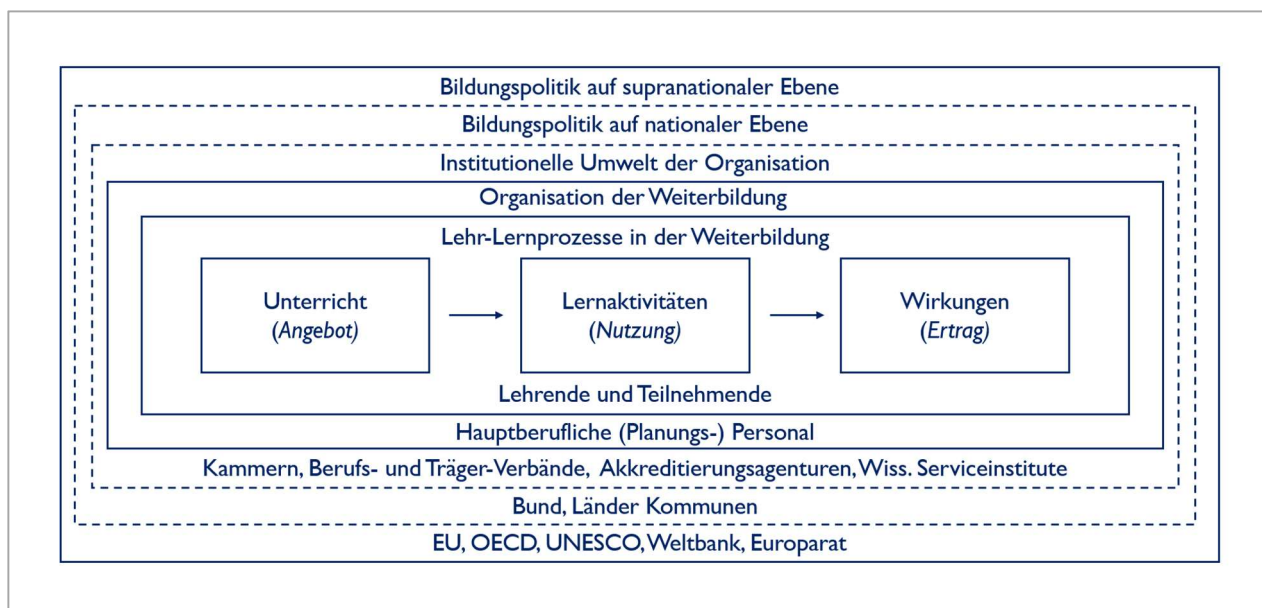 Bildungspolitik auf supranationaler Ebene
Bildungspolitik auf nationaler Ebene
Institutionelle Umwelt der Organisation
Organisation der Weiterbildung
Lehr-Lernprozesse in der Weiterbildung
Unterricht
(Angebot)
Lernaktivitäten
(Nutzung)
Wirkungen
(Ertrag)
Lehrende und Teilnehmende
Hauptberufliche (Planungs-) Personal
Kammern, Berufs- und Träger-Verbände, Akkreditierungsagenturen, Wiss. Serviceinstitute
Bund, Länder Kommunen
EU, OECD, UNESCO, Weltbank, Europarat